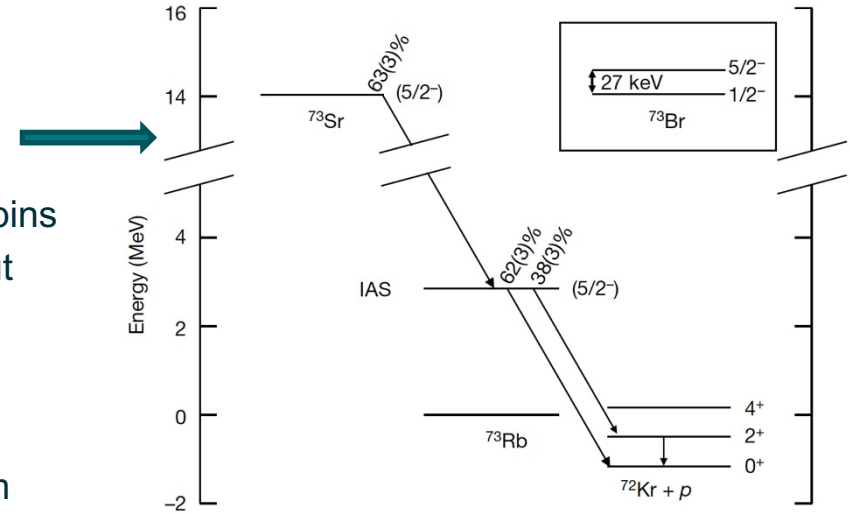 16
14
4
2
0
−2
Energy (MeV)
63(3)%
(5/2⁻)
⁷³Sr
5/2⁻
27 keV
1/2⁻
⁷³Br
62(3)%
38(3)%
IAS
(5/2⁻)
⁷³Rb
4⁺
2⁺
0⁺
⁷²Kr + p